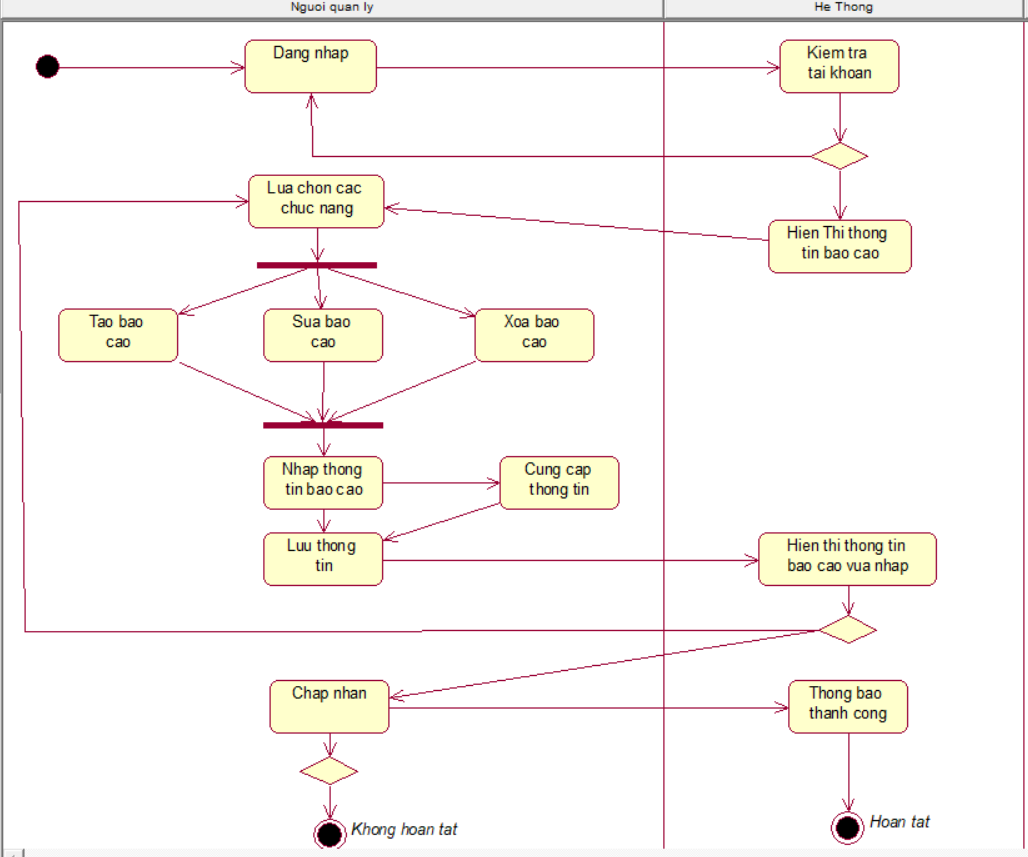 Nguoi quan ly
He Thong
Dang nhap
Kiem tra
tai khoan
Lua chon cac
chuc nang
Hien Thi thong
tin bao cao
Tao bao
cao
Sua bao
cao
Xoa bao
cao
Nhap thong
tin bao cao
Cung cap
thong tin
Luu thong
tin
Hien thi thong tin
bao cao vua nhap
Chap nhan
Thong bao
thanh cong
Khong hoan tat
Hoan tat